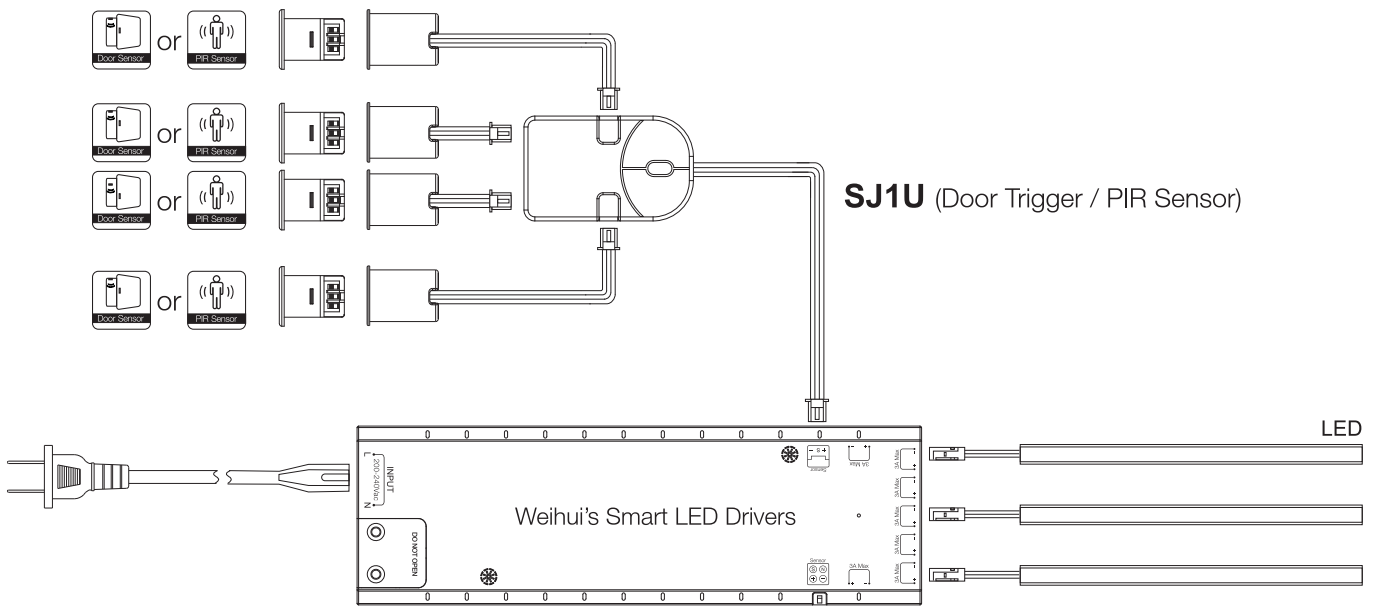 or
Door Sensor
PIR Sensor
or
Door Sensor
PIR Sensor
or
Door Sensor
PIR Sensor
SJ1U (Door Trigger / PIR Sensor)
or
Door Sensor
PIR Sensor
LED
L
INPUT
200-240Vac
N
- S +
Sensor
3A Max
3A Max
3A Max
3A Max
3A Max
3A Max
Weihui's Smart LED Drivers
DO NOT OPEN
Sensor
3A Max